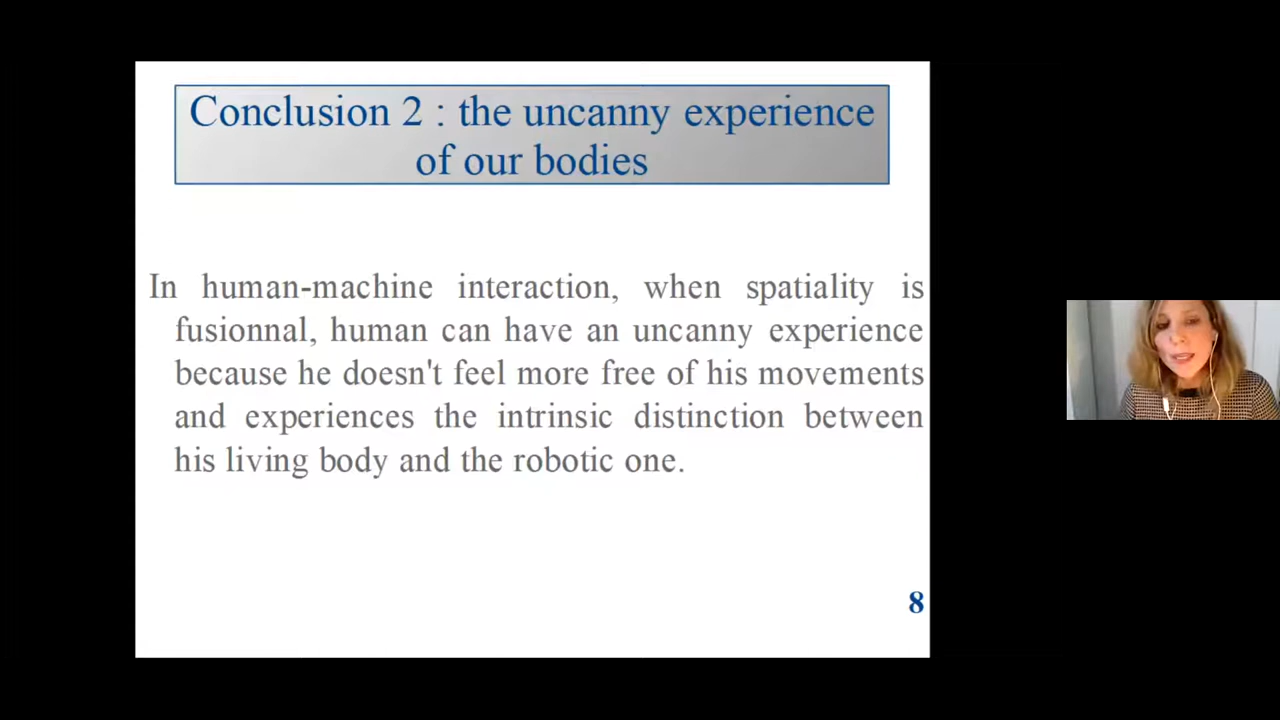 Conclusion 2 : the uncanny experience
of our bodies
In human-machine interaction, when spatiality is
fusionnal, human can have an uncanny experience
because he doesn't feel more free of his movements
and experiences the intrinsic distinction between
his living body and the robotic one.
8